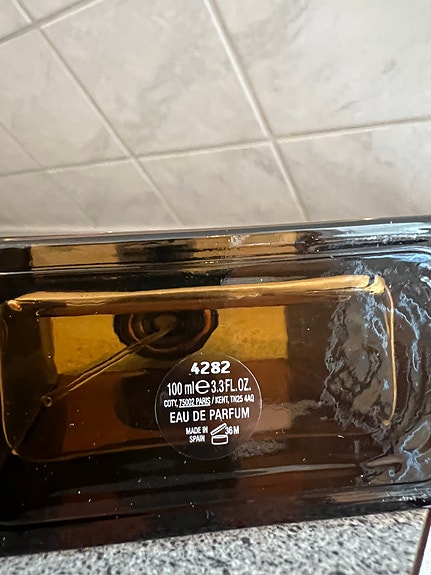 4282
100 ml ℮ 3.3 FL.OZ.
COTY, 75002 PARIS / KENT, TN25 4AQ
EAU DE PARFUM
MADE IN
SPAIN
36M